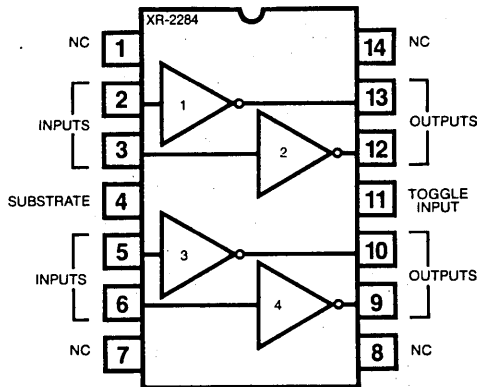 XR-2284
NC 1 14 NC
2 1 13
INPUTS OUTPUTS
3 2 12
SUBSTRATE 4 11 TOGGLE INPUT
5 3 10
INPUTS OUTPUTS
6 4 9
NC 7 8 NC